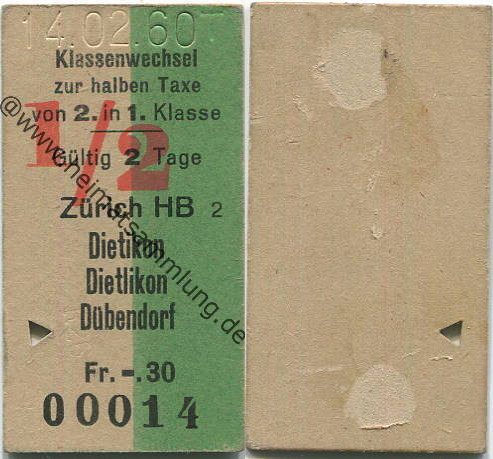 14.02.60 T
Klassenwechsel
zur halben Taxe
von 2. in 1. Klasse
1/2
Gültig 2 Tage
Zürich HB 2
Dietikon
Dietlikon
Dübendorf
Fr. -.30
00014
@www.heimatsammlung.de